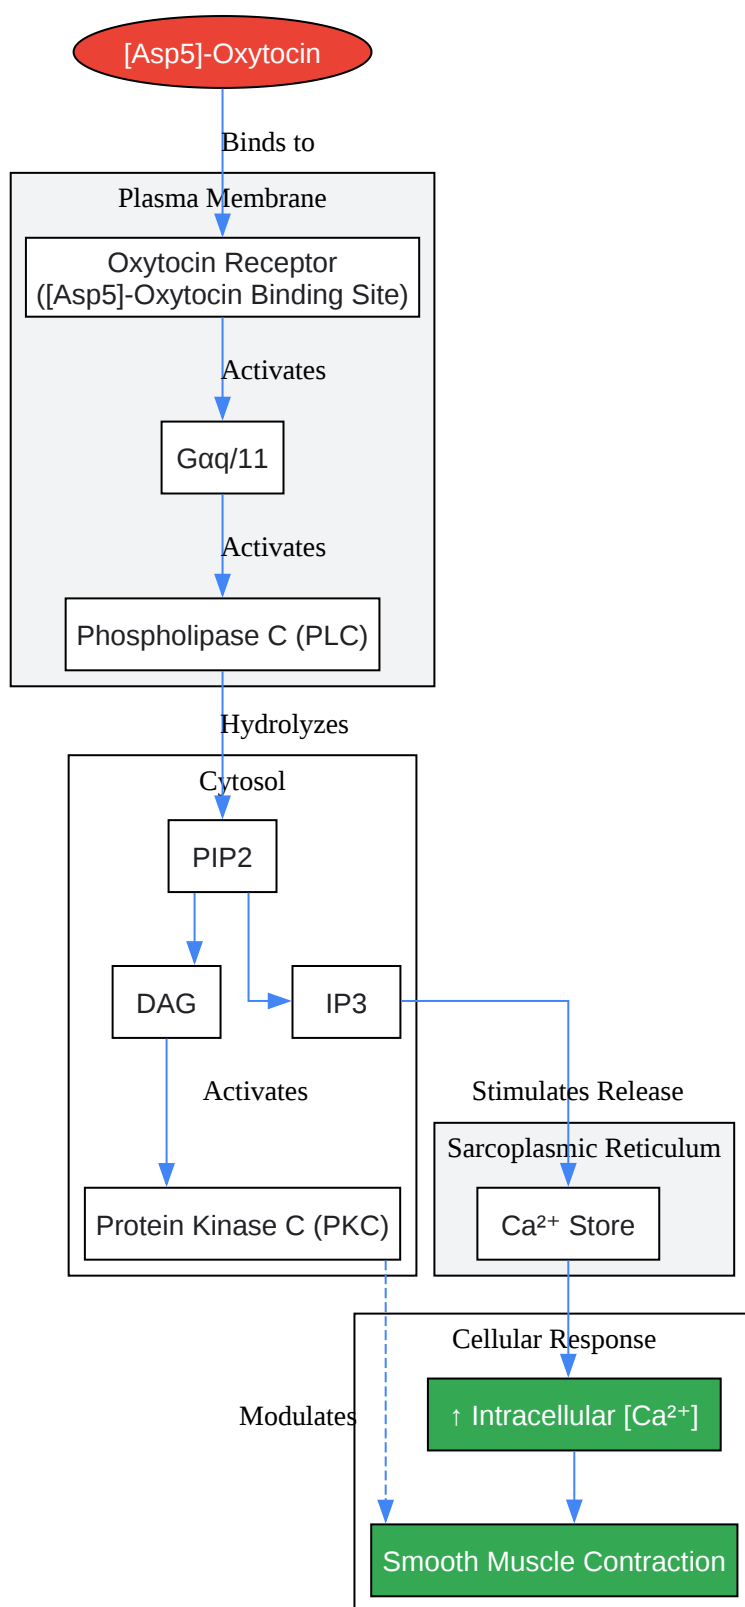 [Asp5]-Oxytocin
Binds to
Plasma Membrane
Oxytocin Receptor
([Asp5]-Oxytocin Binding Site)
Activates
Gαq/11
Activates
Phospholipase C (PLC)
Hydrolyzes
Cytosol
PIP2
DAG
IP3
Activates
Stimulates Release
Sarcoplasmic Reticulum
Protein Kinase C (PKC)
Ca²⁺ Store
Cellular Response
Modulates
↑ Intracellular [Ca²⁺]
Smooth Muscle Contraction